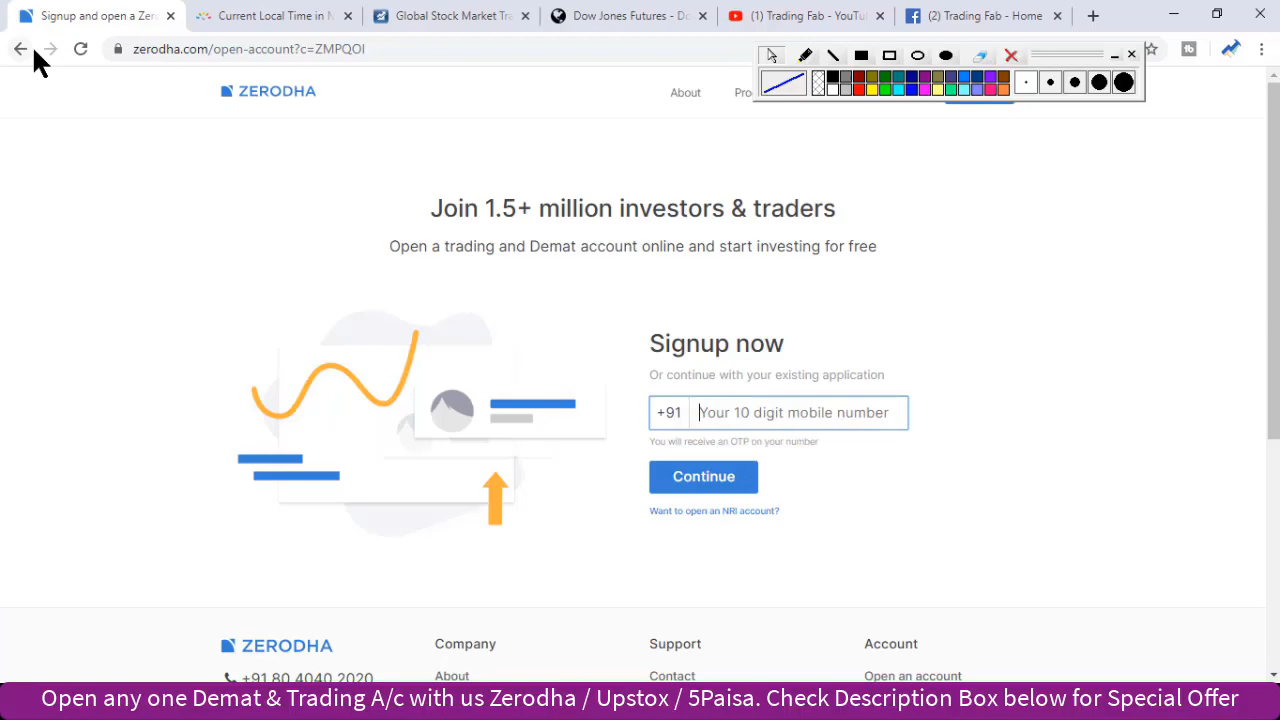 Signup and open a Zer
Current Local Time in N
Global Stock Market Tra
Dow Jones Futures - Do
(1) Trading Fab - YouTu
(2) Trading Fab - Home
zerodha.com/open-account?c=ZMPQOI
ZERODHA
About
Pro
Join 1.5+ million investors & traders
Open a trading and Demat account online and start investing for free
Signup now
Or continue with your existing application
+91 Your 10 digit mobile number
You will receive an OTP on your number
Continue
Want to open an NRI account?
ZERODHA
Company
Support
Account
+91 80 4040 2020
About
Contact
Open an account
Open any one Demat & Trading A/c with us Zerodha / Upstox / 5Paisa. Check Description Box below for Special Offer